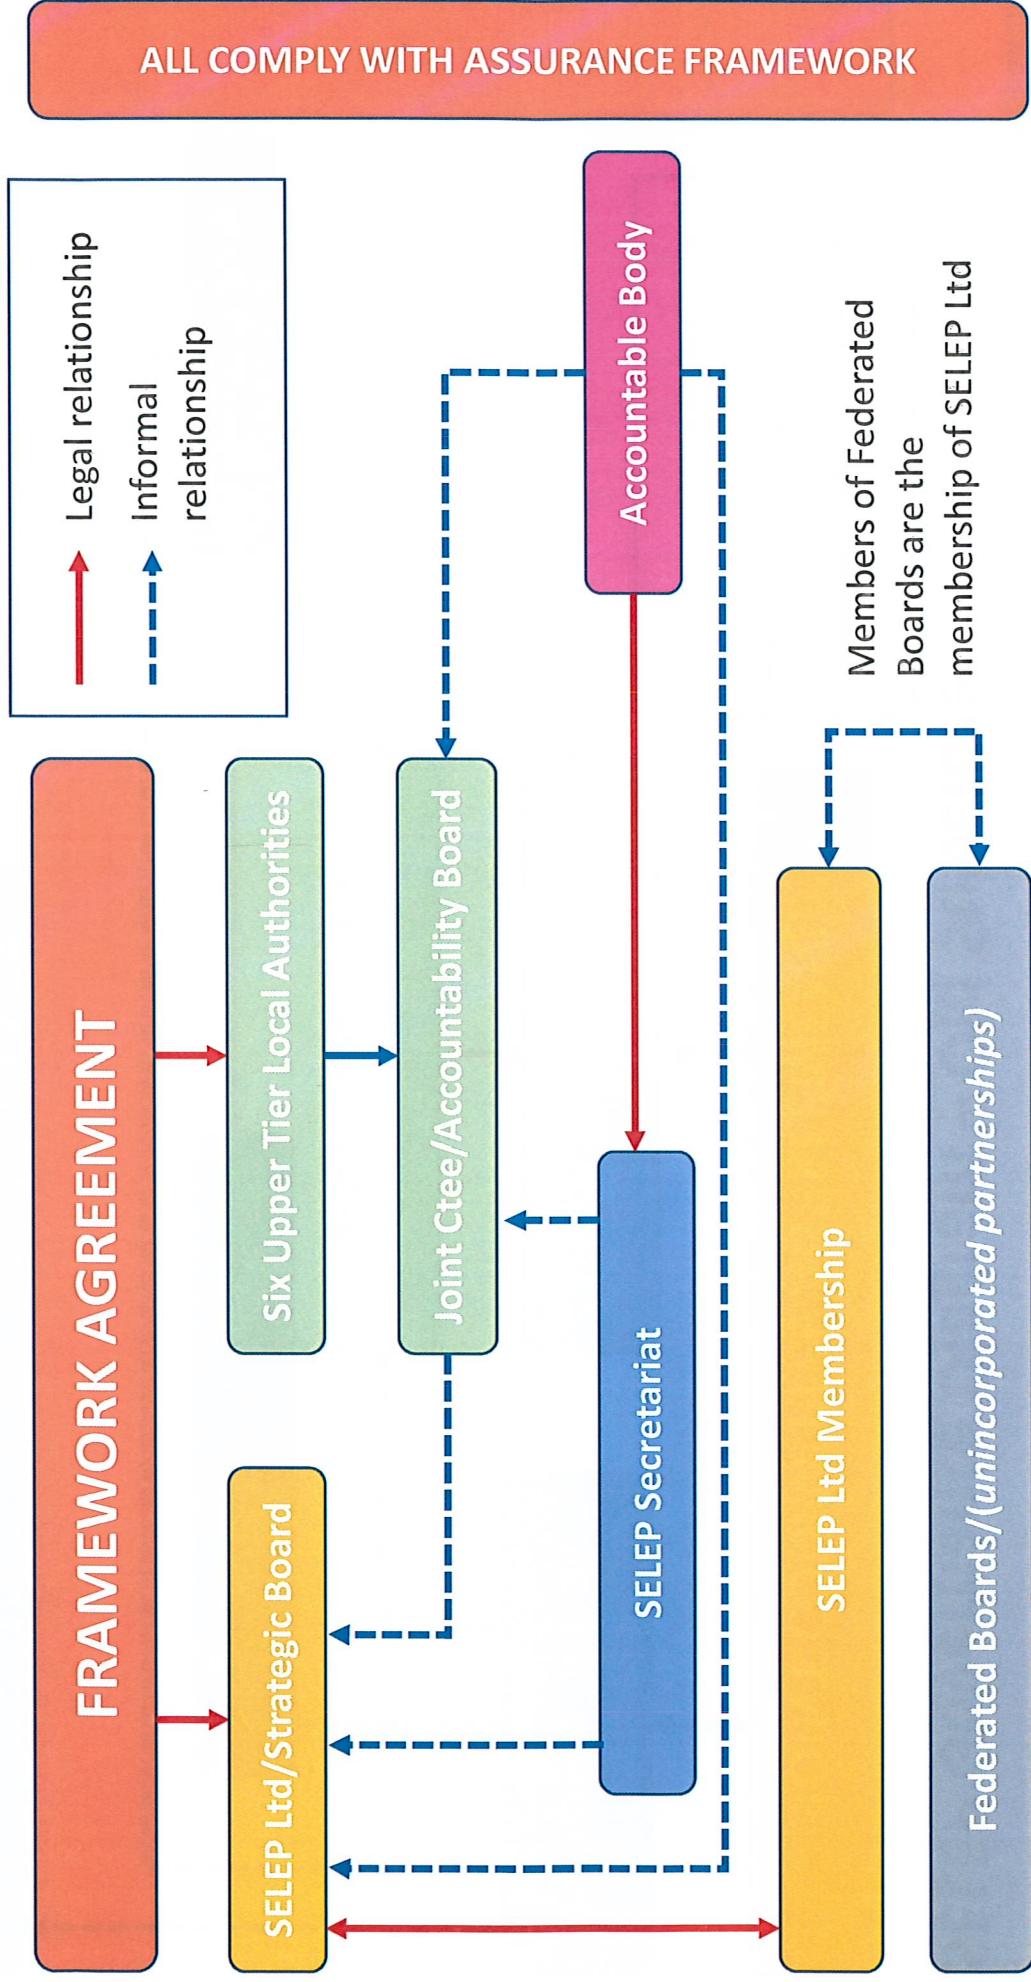 FRAMEWORK AGREEMENT
Legal relationship
Informal
relationship
SELEP Ltd/Strategic Board
Six Upper Tier Local Authorities
Joint Ctee/Accountability Board
SELEP Secretariat
Accountable Body
SELEP Ltd Membership
Members of Federated
Boards are the
membership of SELEP Ltd
Federated Boards/(unincorporated partnerships)
ALL COMPLY WITH ASSURANCE FRAMEWORK